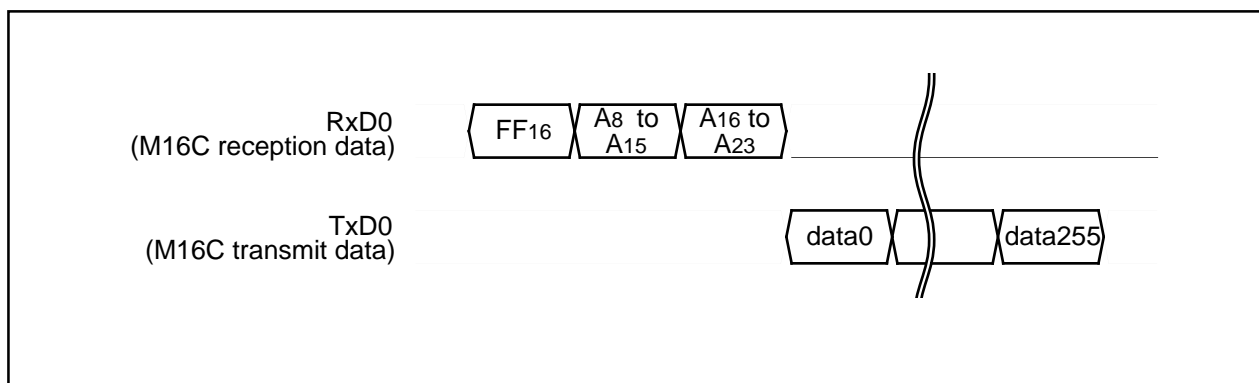 RxD0
(M16C reception data)
FF16
A8 to
A15
A16 to
A23
TxD0
(M16C transmit data)
data0
data255